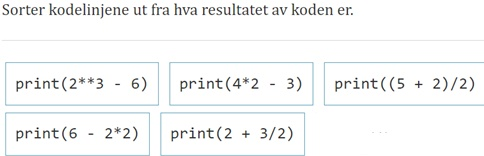 Sorter kodelinjene ut fra hva resultatet av koden er.
print(2**3 - 6) print(4*2 - 3) print((5 + 2)/2)
print(6 - 2*2) print(2 + 3/2)